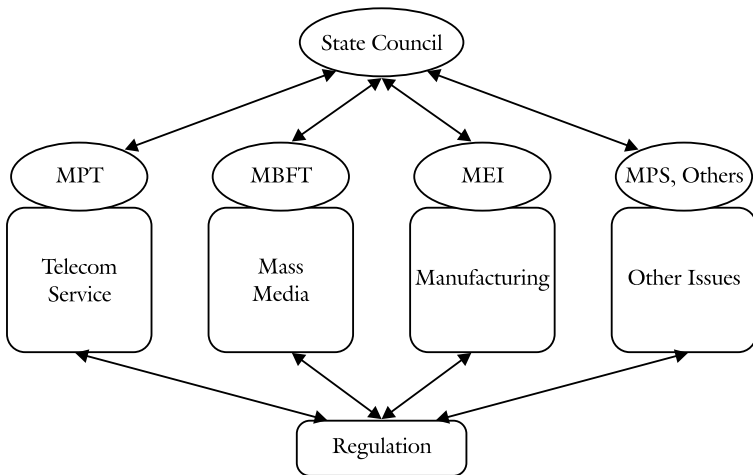 State Council
MPT
MBFT
MEI
MPS, Others
Telecom
Service
Mass
Media
Manufacturing
Other Issues
Regulation